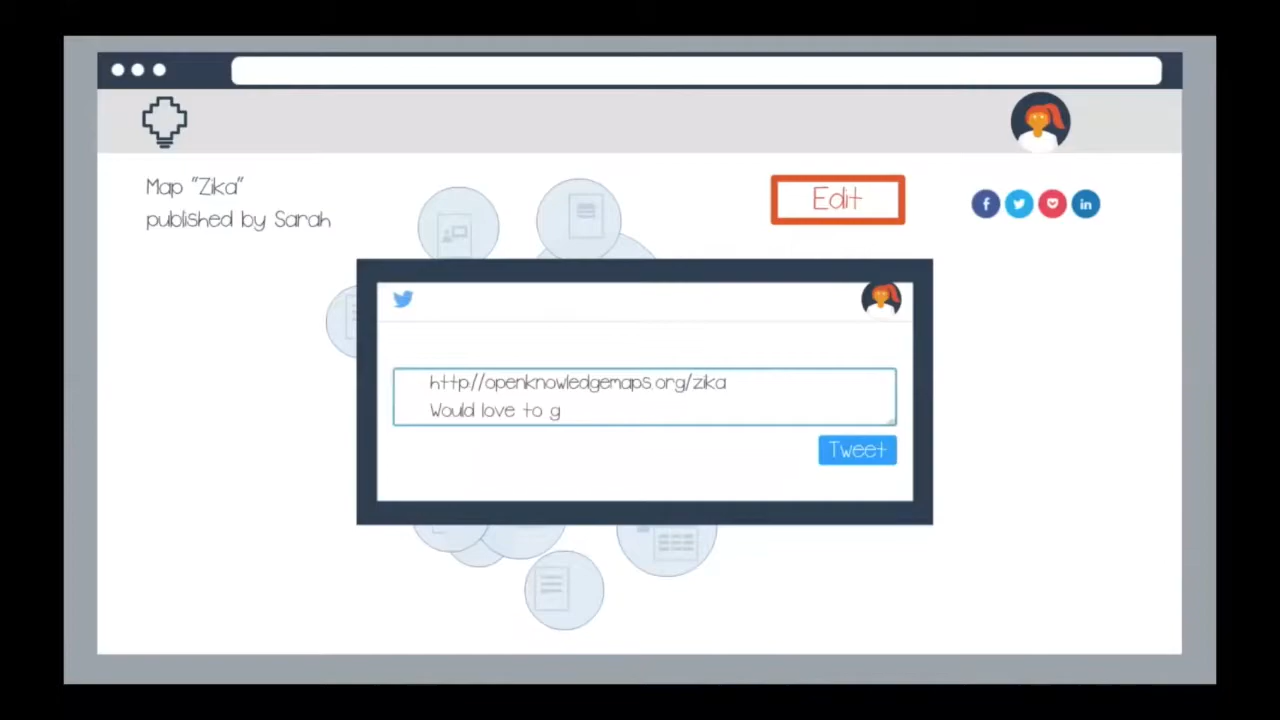 Map "Zika"
published by Sarah
Edit
http://openknowledgemaps.org/zika
Would love to g
Tweet